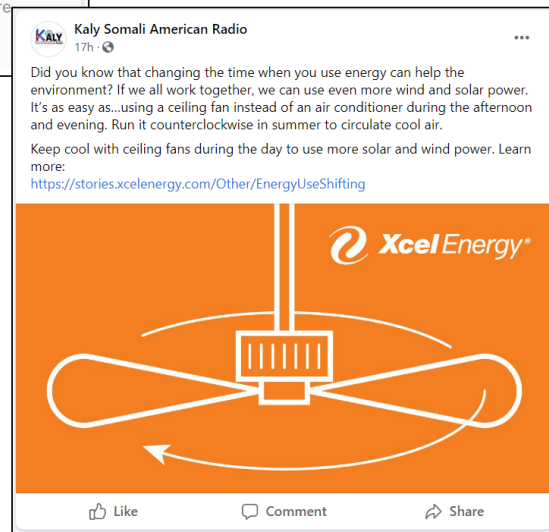 re
KALY
Kaly Somali American Radio
17h ·
Did you know that changing the time when you use energy can help the
environment? If we all work together, we can use even more wind and solar power.
It's as easy as...using a ceiling fan instead of an air conditioner during the afternoon
and evening. Run it counterclockwise in summer to circulate cool air.
Keep cool with ceiling fans during the day to use more solar and wind power. Learn
more:
https://stories.xcelenergy.com/Other/EnergyUseShifting
Xcel Energy®
Like Comment Share